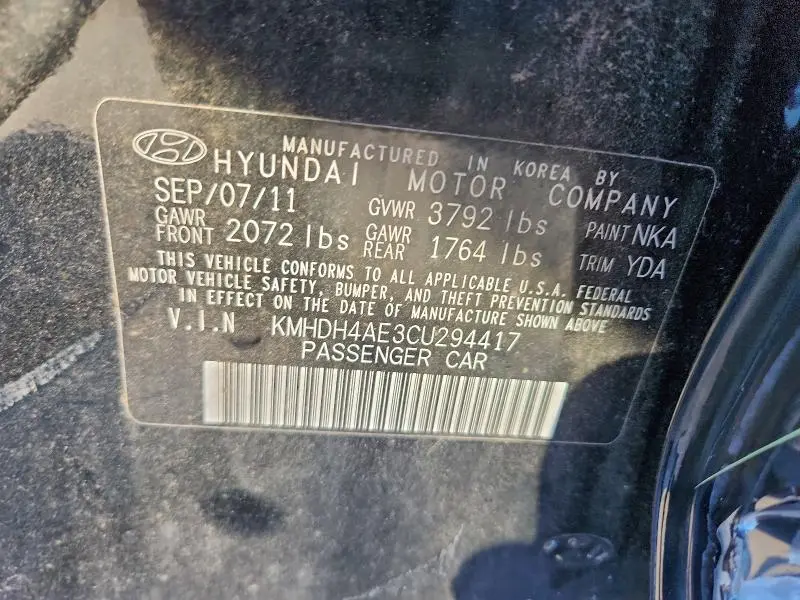 MANUFACTURED IN KOREA BY
HYUNDAI MOTOR COMPANY
SEP/07/11 GVWR 3792 lbs PAINT NKA
GAWR FRONT 2072 lbs GAWR REAR 1764 lbs TRIM YDA
THIS VEHICLE CONFORMS TO ALL APPLICABLE U.S.A. FEDERAL
MOTOR VEHICLE SAFETY, BUMPER, AND THEFT PREVENTION STANDARDS
IN EFFECT ON THE DATE OF MANUFACTURE SHOWN ABOVE
V.I.N KMHDH4AE3CU294417
PASSENGER CAR